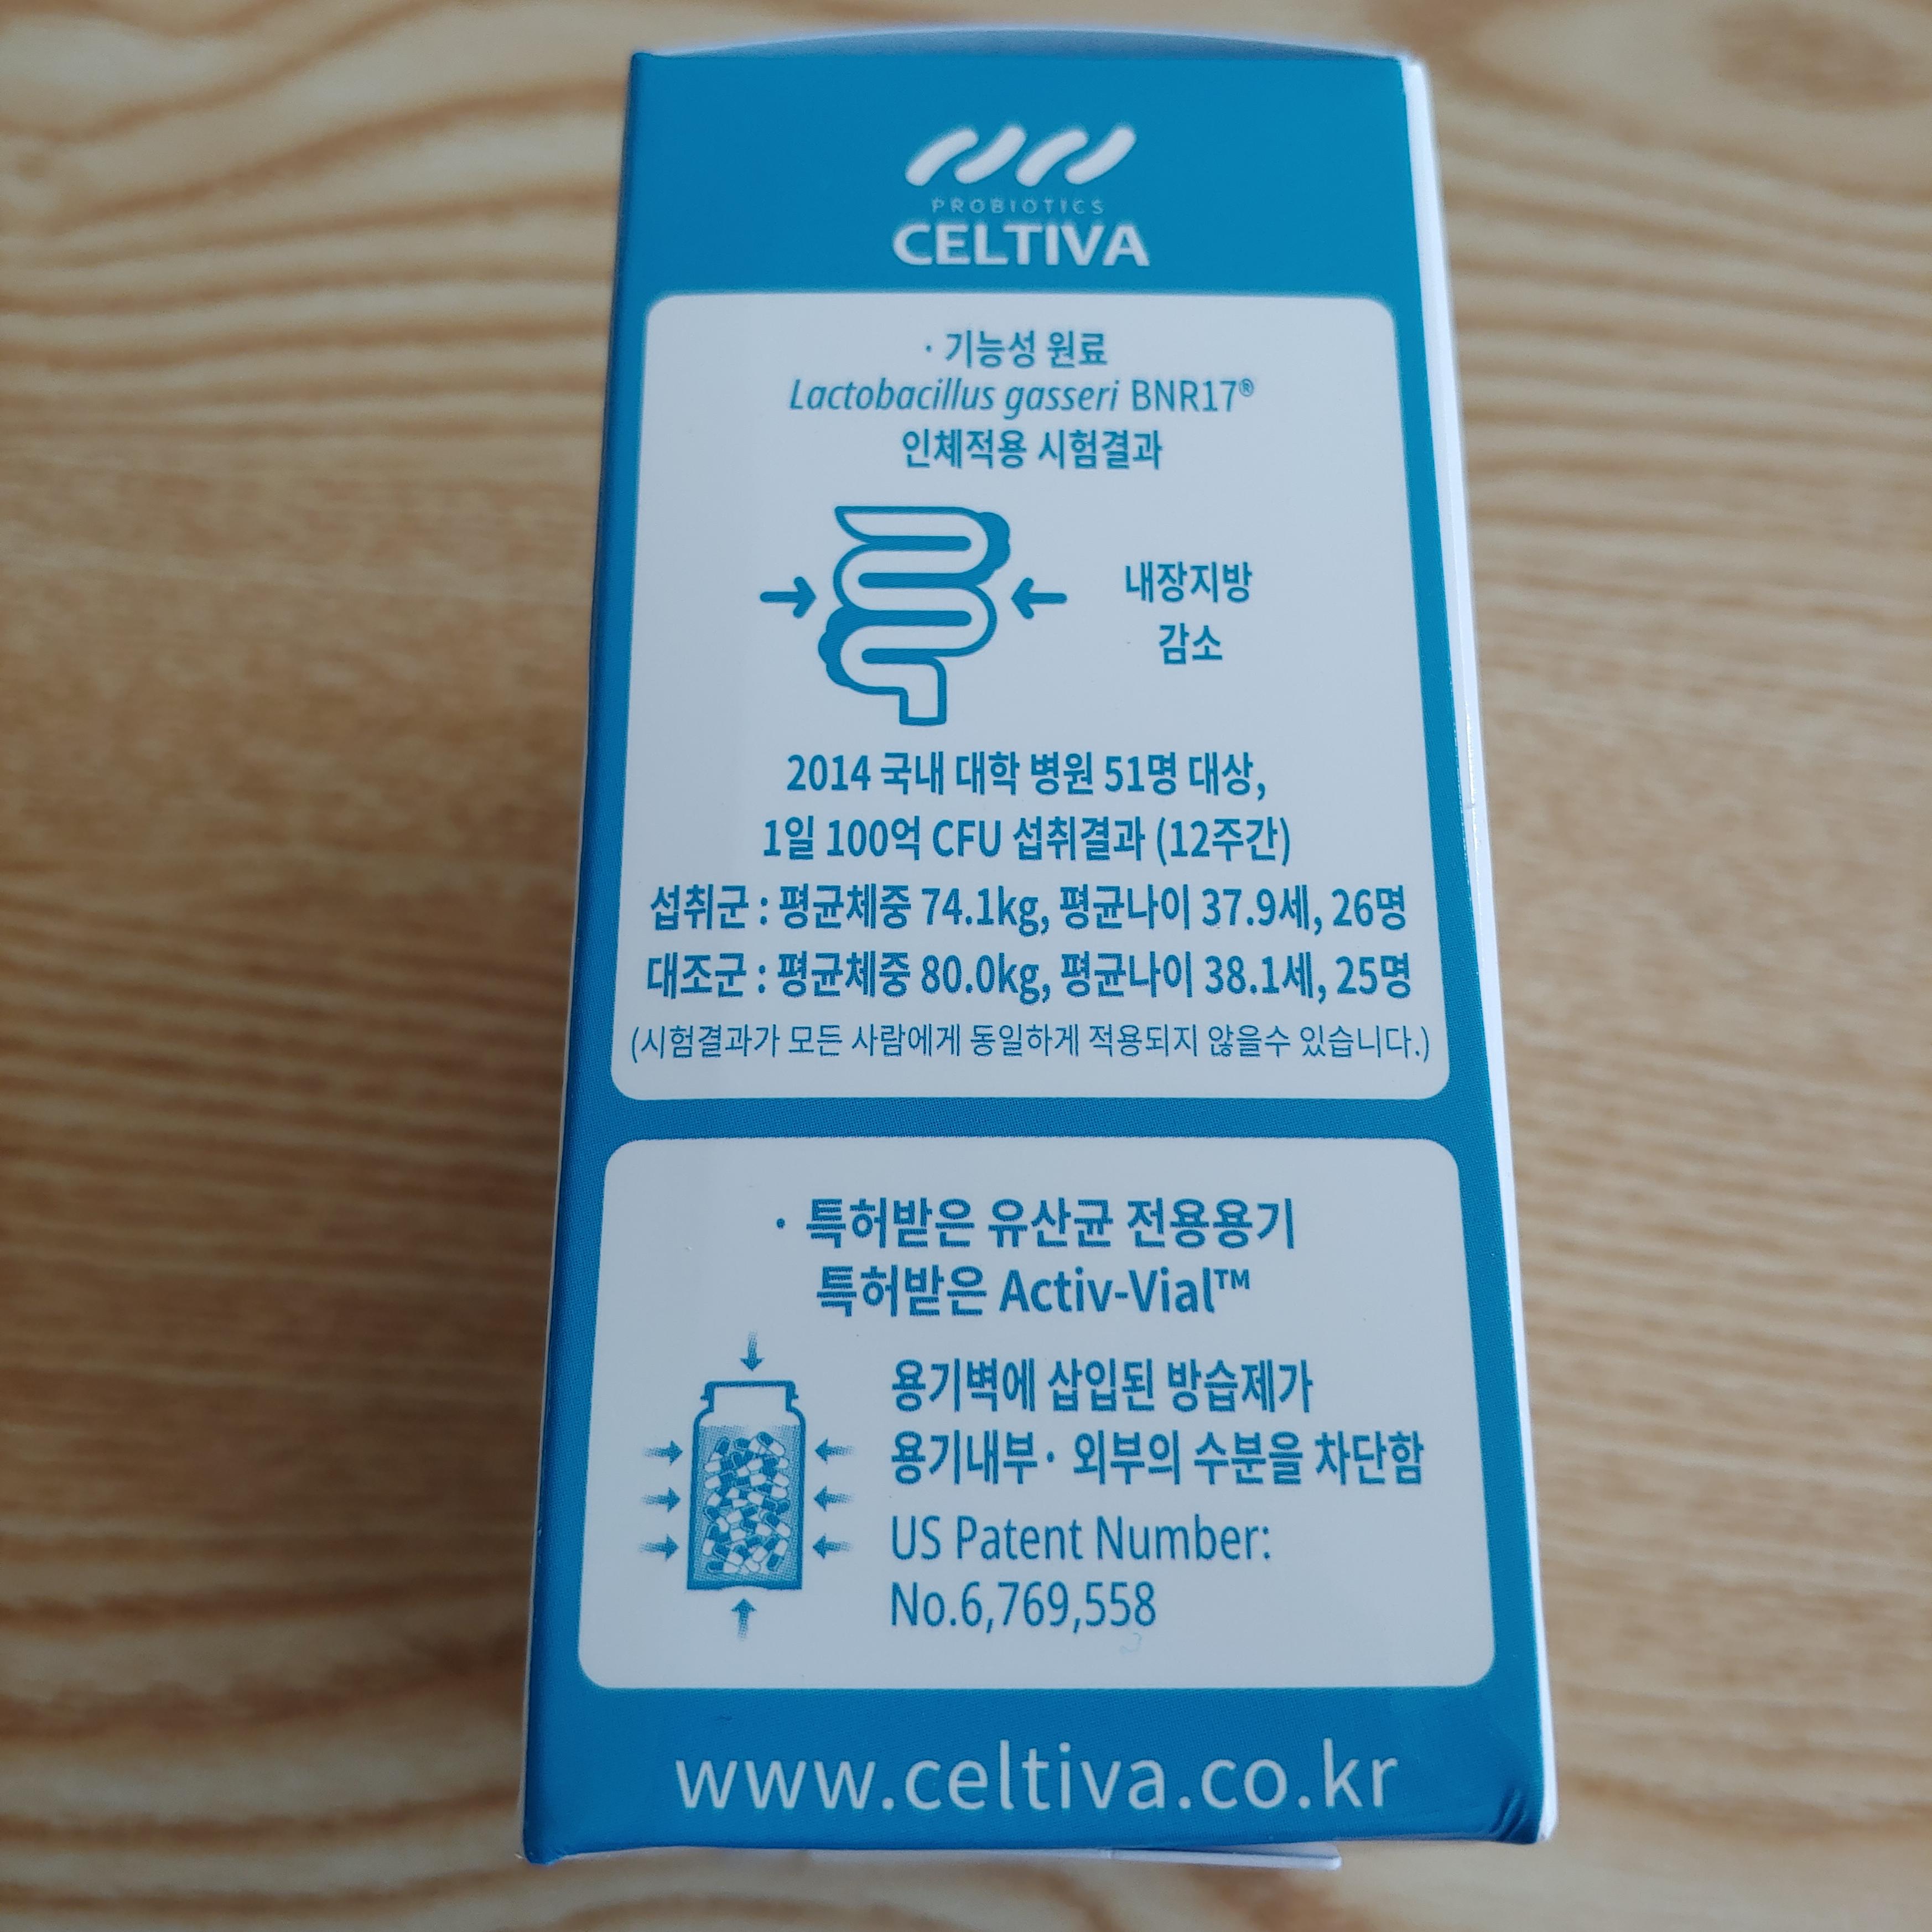 PROBIOTICS
CELTIVA
· 기능성 원료
Lactobacillus gasseri BNR17®
인체적용 시험결과
내장지방
감소
2014 국내 대학 병원 51명 대상,
1일 100억 CFU 섭취결과 (12주간)
섭취군 : 평균체중 74.1kg, 평균나이 37.9세, 26명
대조군 : 평균체중 80.0kg, 평균나이 38.1세, 25명
(시험결과가 모든 사람에게 동일하게 적용되지 않을수 있습니다.)
· 특허받은 유산균 전용용기
특허받은 Activ-Vial™
용기벽에 삽입된 방습제가
용기내부· 외부의 수분을 차단함
US Patent Number:
No.6,769,558
www.celtiva.co.kr